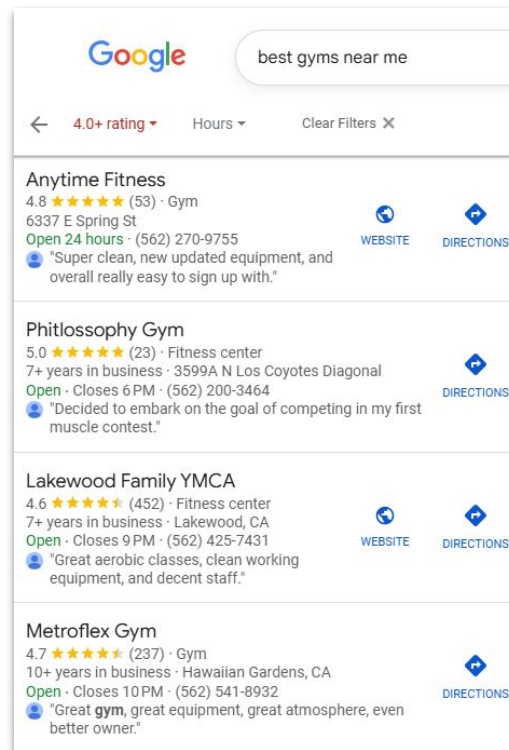 Google
best gyms near me
4.0+ rating
Hours
Clear Filters
Anytime Fitness
4.8 (53) · Gym
6337 E Spring St
Open 24 hours · (562) 270-9755
"Super clean, new updated equipment, and
overall really easy to sign up with."
WEBSITE
DIRECTIONS
Phitlossophy Gym
5.0 (23) · Fitness center
7+ years in business · 3599A N Los Coyotes Diagonal
Open · Closes 6 PM · (562) 200-3464
"Decided to embark on the goal of competing in my first
muscle contest."
DIRECTIONS
Lakewood Family YMCA
4.6 (452) · Fitness center
7+ years in business · Lakewood, CA
Open · Closes 9 PM · (562) 425-7431
"Great aerobic classes, clean working
equipment, and decent staff."
WEBSITE
DIRECTIONS
Metroflex Gym
4.7 (237) · Gym
10+ years in business · Hawaiian Gardens, CA
Open · Closes 10 PM · (562) 541-8932
"Great gym, great equipment, great atmosphere, even
better owner."
DIRECTIONS